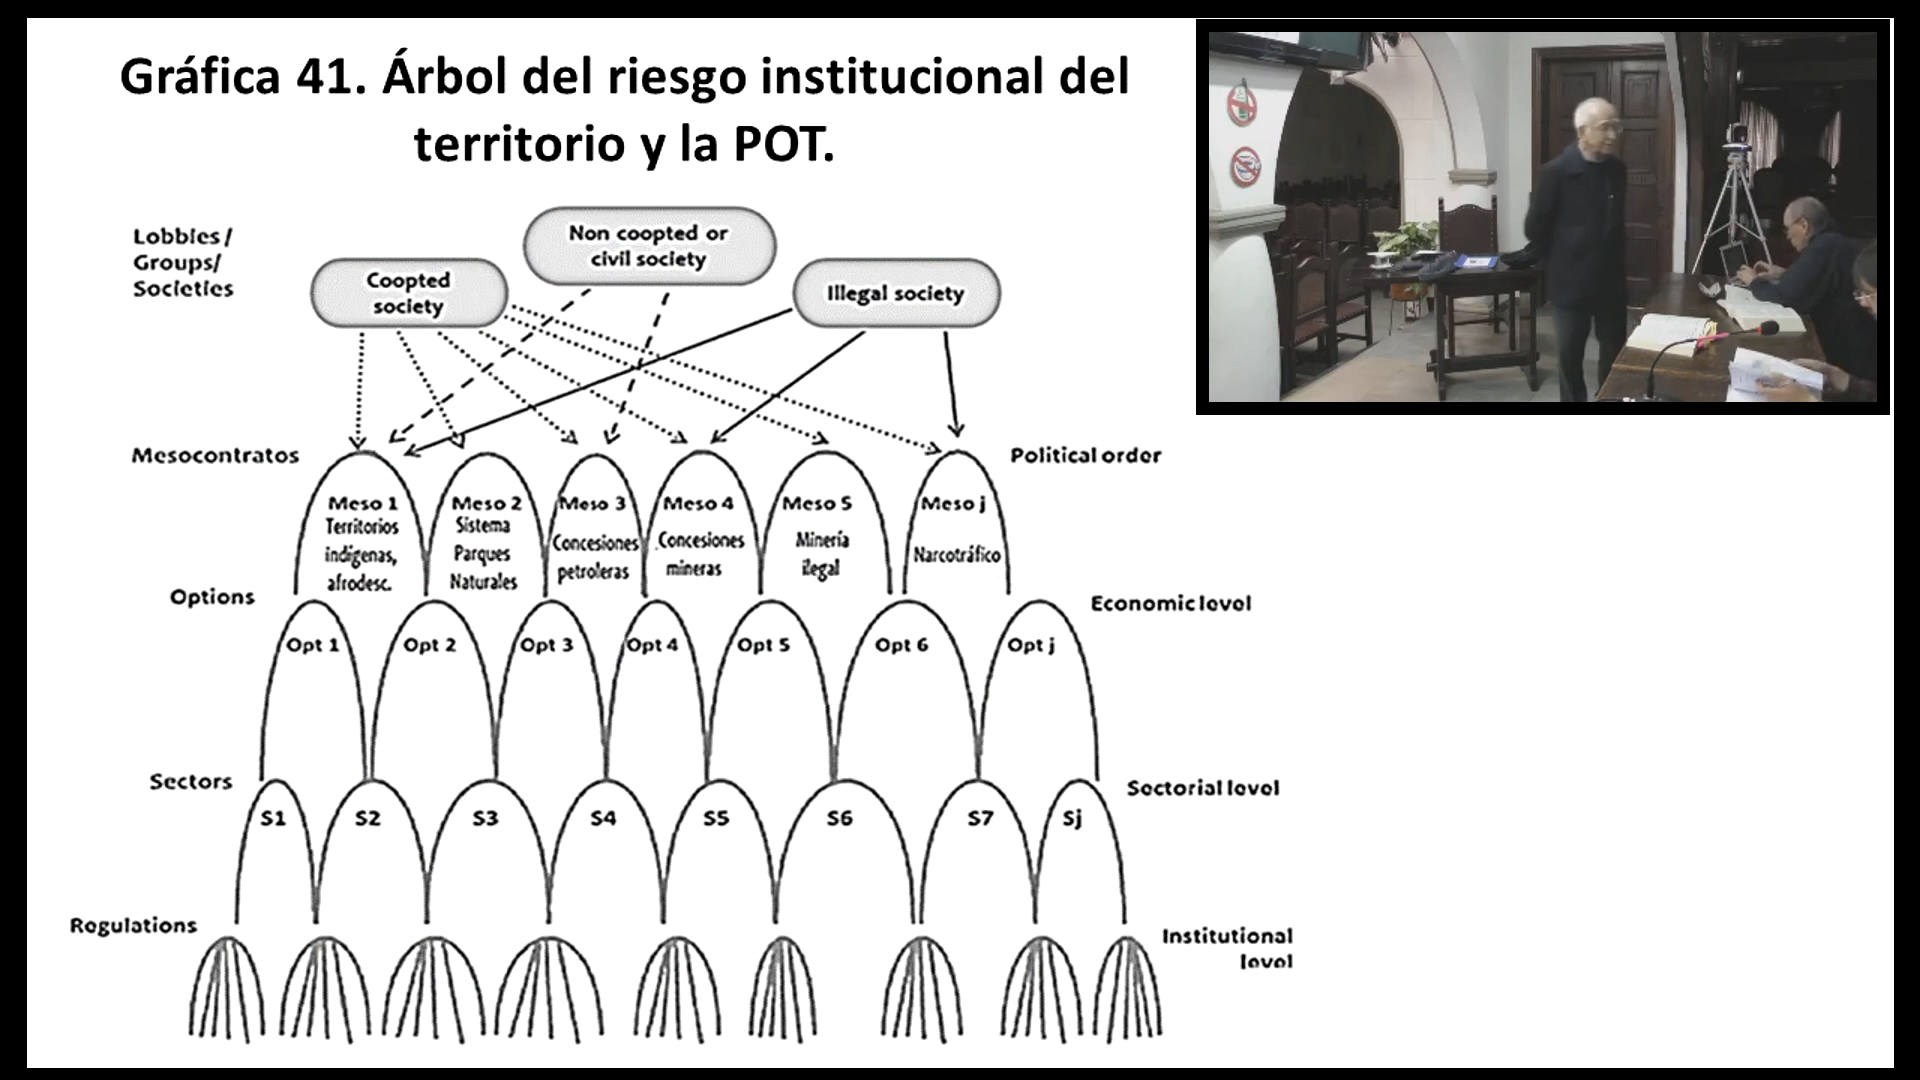 Gráfica 41. Árbol del riesgo institucional del
territorio y la POT.
Lobbies/
Groups/
Societies
Coopted
society
Non coopted or
civil society
Illegal society
Mesocontratos
Political order
Meso 1
Territorios
indígenas,
afrodesc.
Meso 2
Sistema
Parques
Naturales
Meso 3
Concesiones
petroleras
Meso 4
Concesiones
mineras
Meso 5
Minería
ilegal
Meso j
Narcotráfico
Options
Economic level
Opt 1
Opt 2
Opt 3
Opt 4
Opt 5
Opt 6
Opt j
Sectors
Sectorial level
S1
S2
S3
S4
S5
S6
S7
Sj
Regulations
Institutional
level